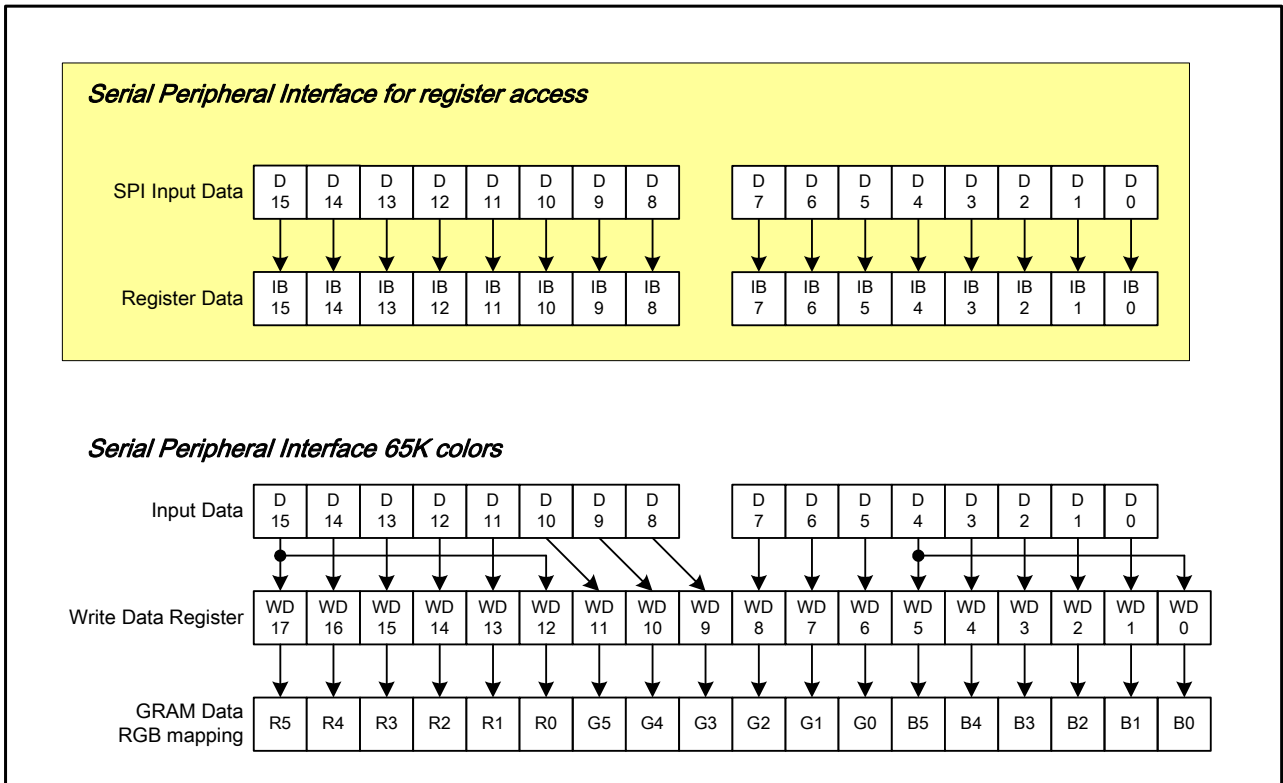 Serial Peripheral Interface for register access
SPI Input Data D 15 D 14 D 13 D 12 D 11 D 10 D 9 D 8 D 7 D 6 D 5 D 4 D 3 D 2 D 1 D 0
Register Data IB 15 IB 14 IB 13 IB 12 IB 11 IB 10 IB 9 IB 8 IB 7 IB 6 IB 5 IB 4 IB 3 IB 2 IB 1 IB 0
Serial Peripheral Interface 65K colors
Input Data D 15 D 14 D 13 D 12 D 11 D 10 D 9 D 8 D 7 D 6 D 5 D 4 D 3 D 2 D 1 D 0
Write Data Register WD 17 WD 16 WD 15 WD 14 WD 13 WD 12 WD 11 WD 10 WD 9 WD 8 WD 7 WD 6 WD 5 WD 4 WD 3 WD 2 WD 1 WD 0
GRAM Data
RGB mapping R5 R4 R3 R2 R1 R0 G5 G4 G3 G2 G1 G0 B5 B4 B3 B2 B1 B0